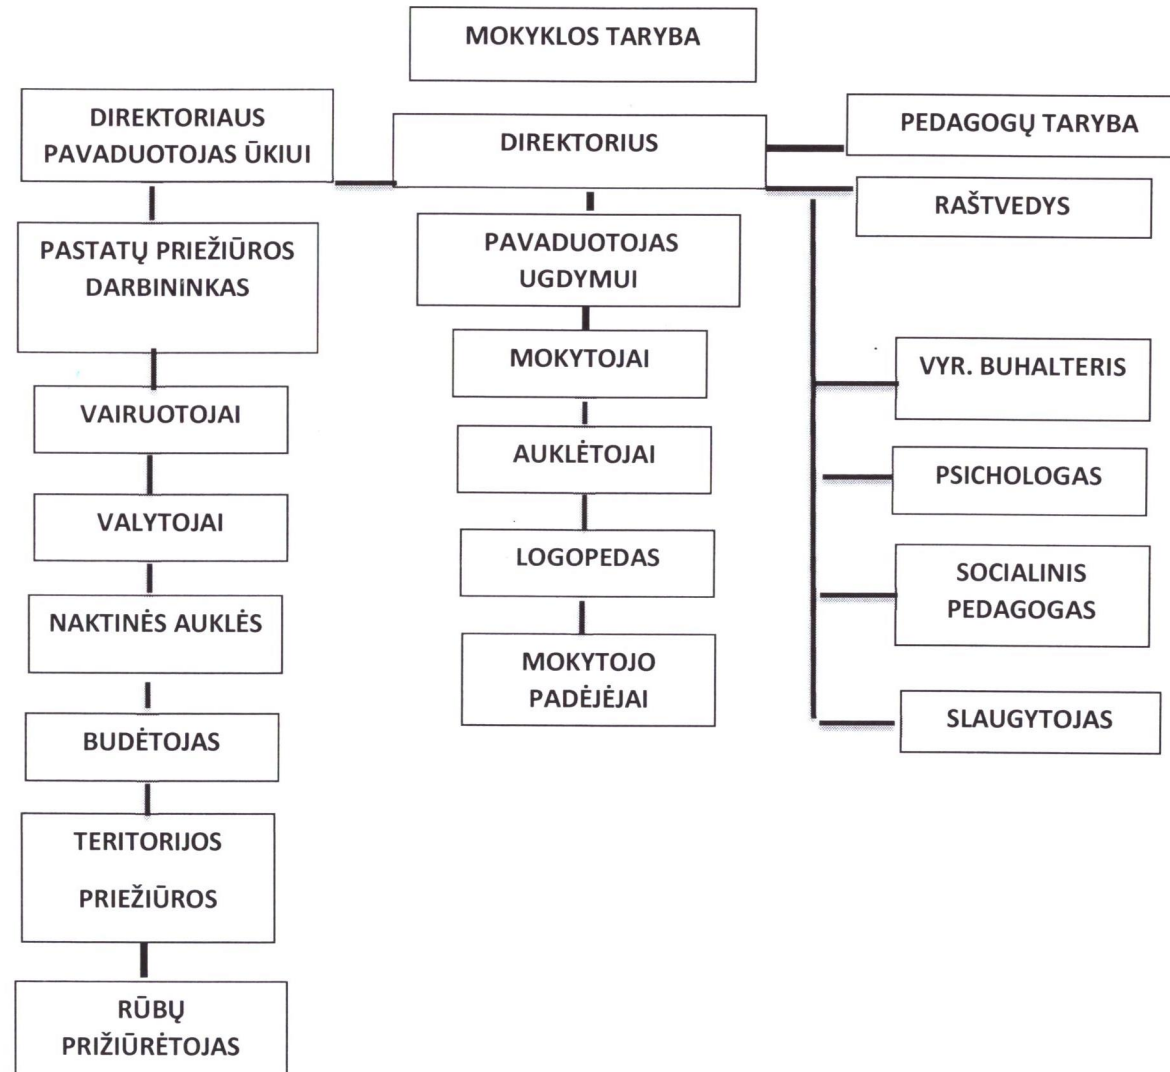 MOKYKLOS TARYBA
DIREKTORIAUS
PAVADUOTOJAS ŪKIUI
DIREKTORIUS
PEDAGOGŲ TARYBA
RAŠTVEDYS
PASTATŲ PRIEŽIŪROS
DARBININKAS
VAIRUOTOJAI
VALYTOJAI
NAKTINĖS AUKLĖS
BUDĖTOJAS
TERITORIJOS
PRIEŽIŪROS
RŪBŲ
PRIŽIŪRĖTOJAS
PAVADUOTOJAS
UGDYMUI
MOKYTOJAI
AUKLĖTOJAI
LOGOPEDAS
MOKYTOJO
PADĖJĖJAI
VYR. BUHALTERIS
PSICHOLOGAS
SOCIALINIS
PEDAGOGAS
SLAUGYTOJAS